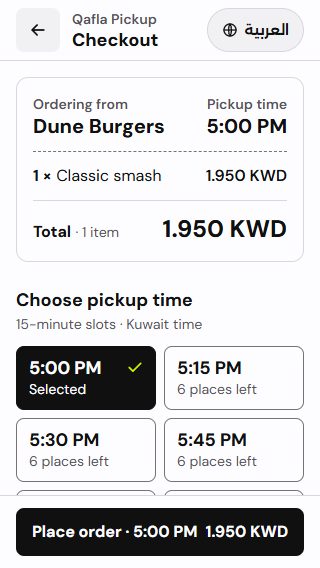 Qafla Pickup
Checkout
العربية
Ordering from
Pickup time
Dune Burgers
5:00 PM
1 × Classic smash
1.950 KWD
Total · 1 item
1.950 KWD
Choose pickup time
15-minute slots · Kuwait time
5:00 PM
Selected
5:15 PM
6 places left
5:30 PM
6 places left
5:45 PM
6 places left
Place order · 5:00 PM 1.950 KWD